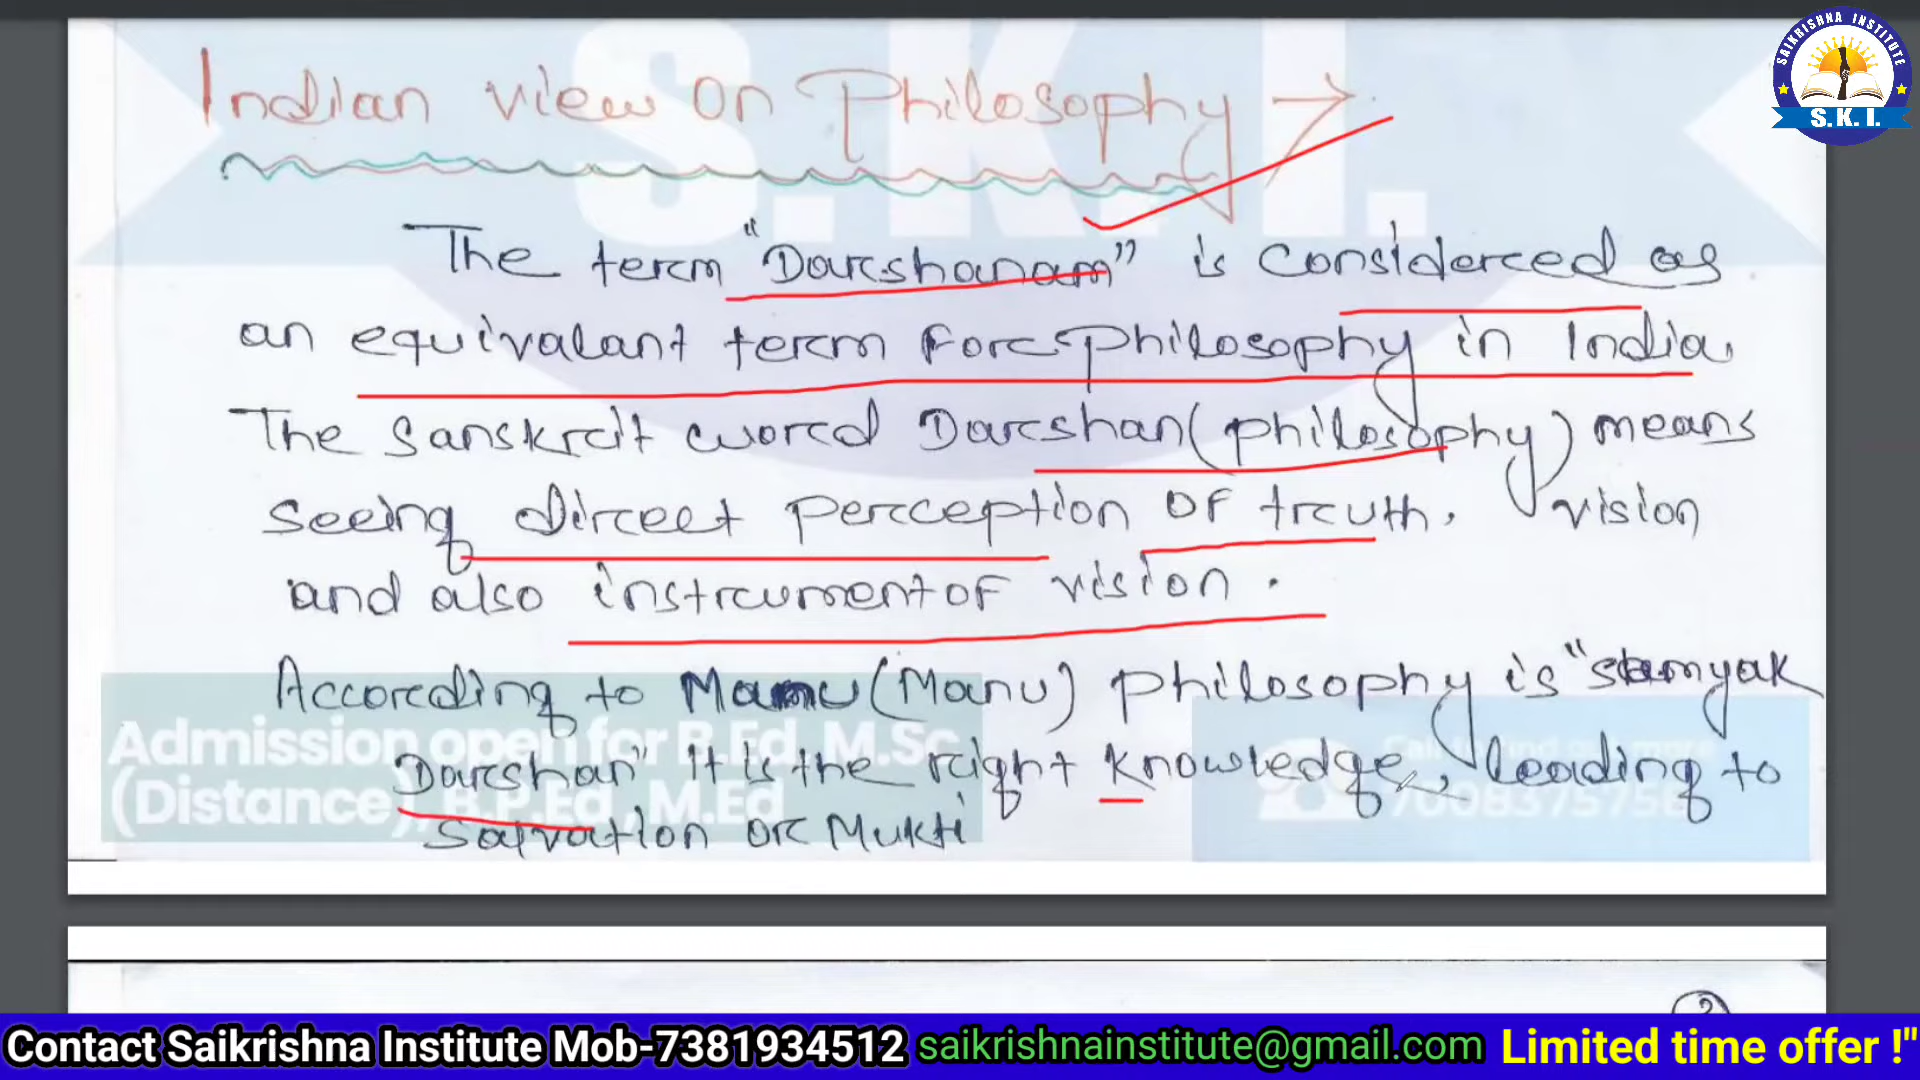 SAIKRISHNA INSTITUTE
S.K.I.
S.K.I.
Indian view on Philosophy →
The term "Darshanam" is considered as
an equivalant term for philosophy in India.
The Sanskrit word Darshan (philosophy) means
seeing direct perception of truth. vision
and also instrument of vision.
According to Manu (Manu) philosophy is "samyak
Darshan" it is the right knowledge, leading to
salvation or Mukti
Admission open for B.Ed, M.Sc
(Distance), B.P.Ed, M.Ed
2
Contact Saikrishna Institute Mob-7381934512 saikrishnainstitute@gmail.com Limited time offer !"